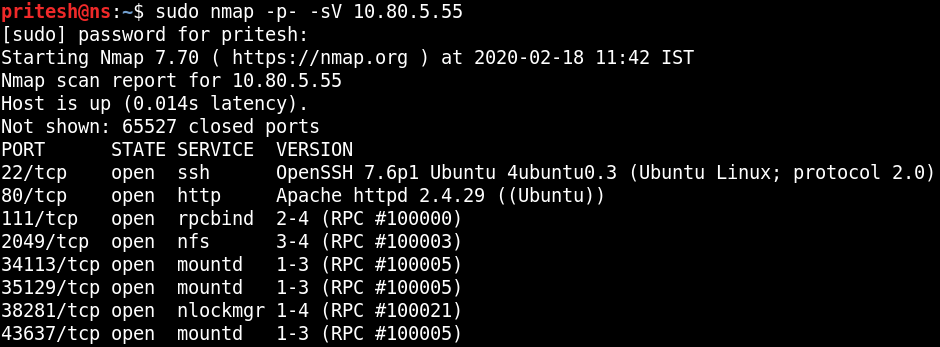 pritesh@ns:~$ sudo nmap -p- -sV 10.80.5.55
[sudo] password for pritesh:
Starting Nmap 7.70 ( https://nmap.org ) at 2020-02-18 11:42 IST
Nmap scan report for 10.80.5.55
Host is up (0.014s latency).
Not shown: 65527 closed ports
PORT      STATE SERVICE  VERSION
22/tcp    open  ssh      OpenSSH 7.6p1 Ubuntu 4ubuntu0.3 (Ubuntu Linux; protocol 2.0)
80/tcp    open  http     Apache httpd 2.4.29 ((Ubuntu))
111/tcp   open  rpcbind  2-4 (RPC #100000)
2049/tcp  open  nfs      3-4 (RPC #100003)
34113/tcp open  mountd   1-3 (RPC #100005)
35129/tcp open  mountd   1-3 (RPC #100005)
38281/tcp open  nlockmgr 1-4 (RPC #100021)
43637/tcp open  mountd   1-3 (RPC #100005)